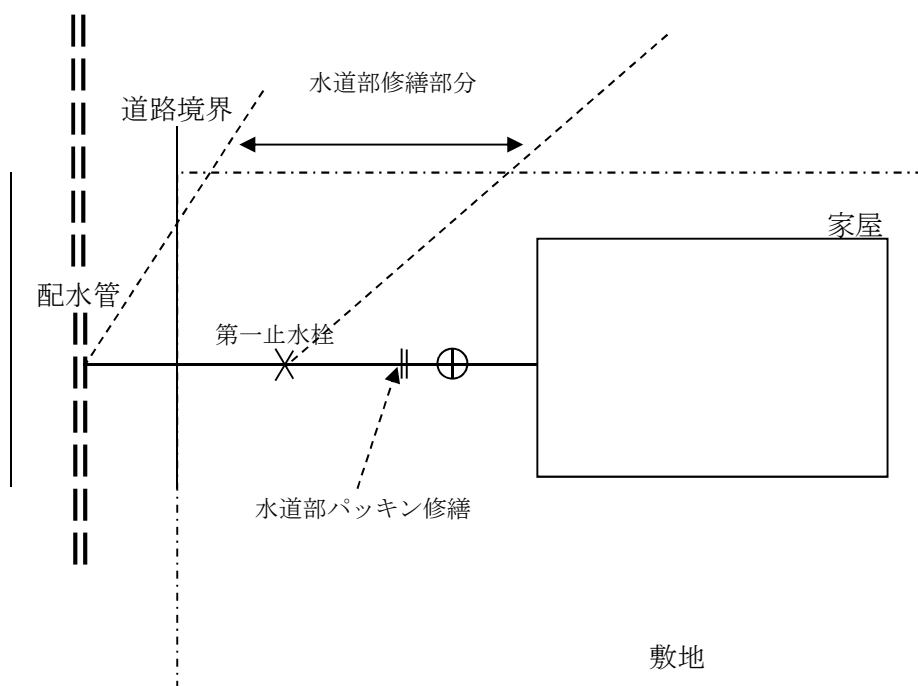 水道部修繕部分
道路境界
家屋
配水管
第一止水栓
水道部パッキン修繕
敷地